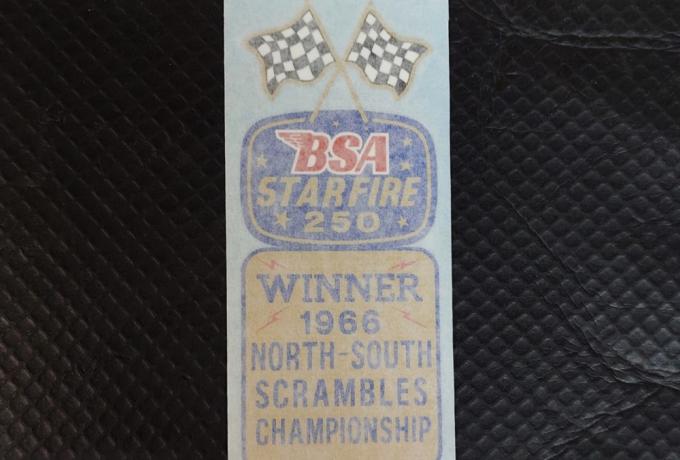 BSA
STARFIRE
250
WINNER
1966
NORTH-SOUTH
SCRAMBLES
CHAMPIONSHIP